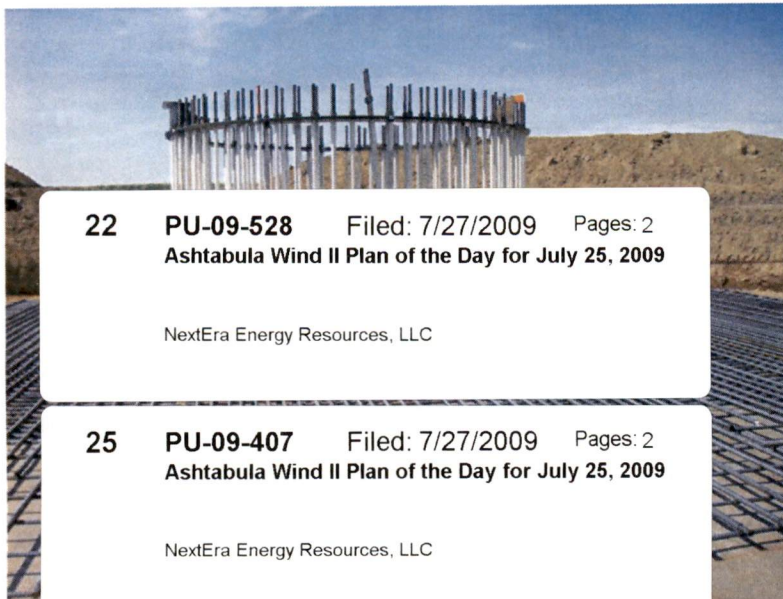 22 PU-09-528 Filed: 7/27/2009 Pages: 2
Ashtabula Wind II Plan of the Day for July 25, 2009
NextEra Energy Resources, LLC
25 PU-09-407 Filed: 7/27/2009 Pages: 2
Ashtabula Wind II Plan of the Day for July 25, 2009
NextEra Energy Resources, LLC